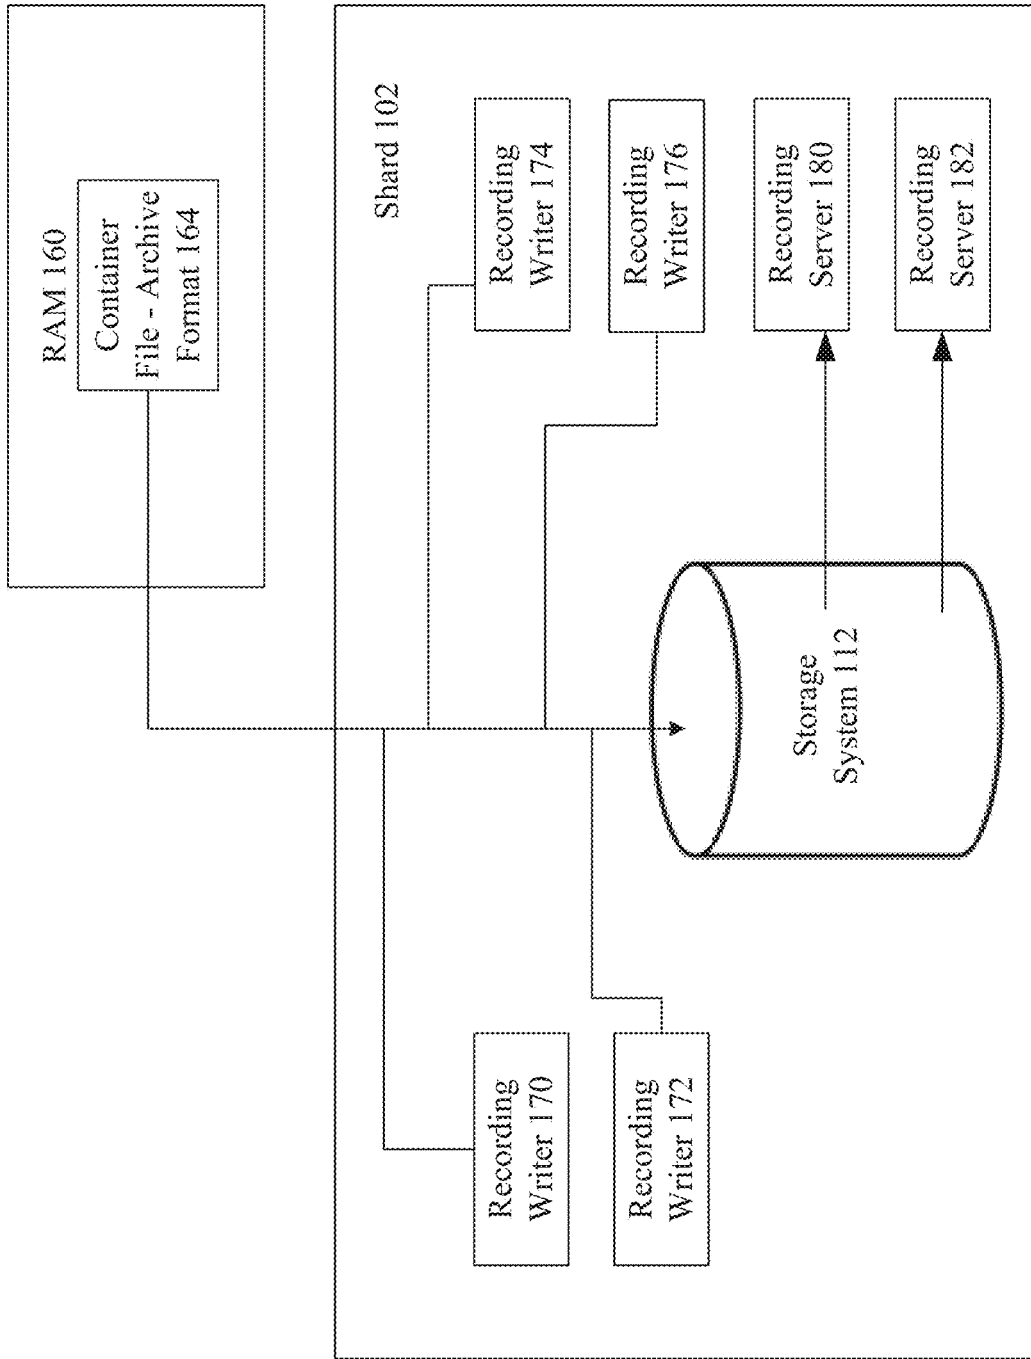 RAM 160
Container
File - Archive
Format 164
Shard 102
Recording
Writer 170
Recording
Writer 172
Recording
Writer 174
Recording
Writer 176
Storage
System 112
Recording
Server 180
Recording
Server 182